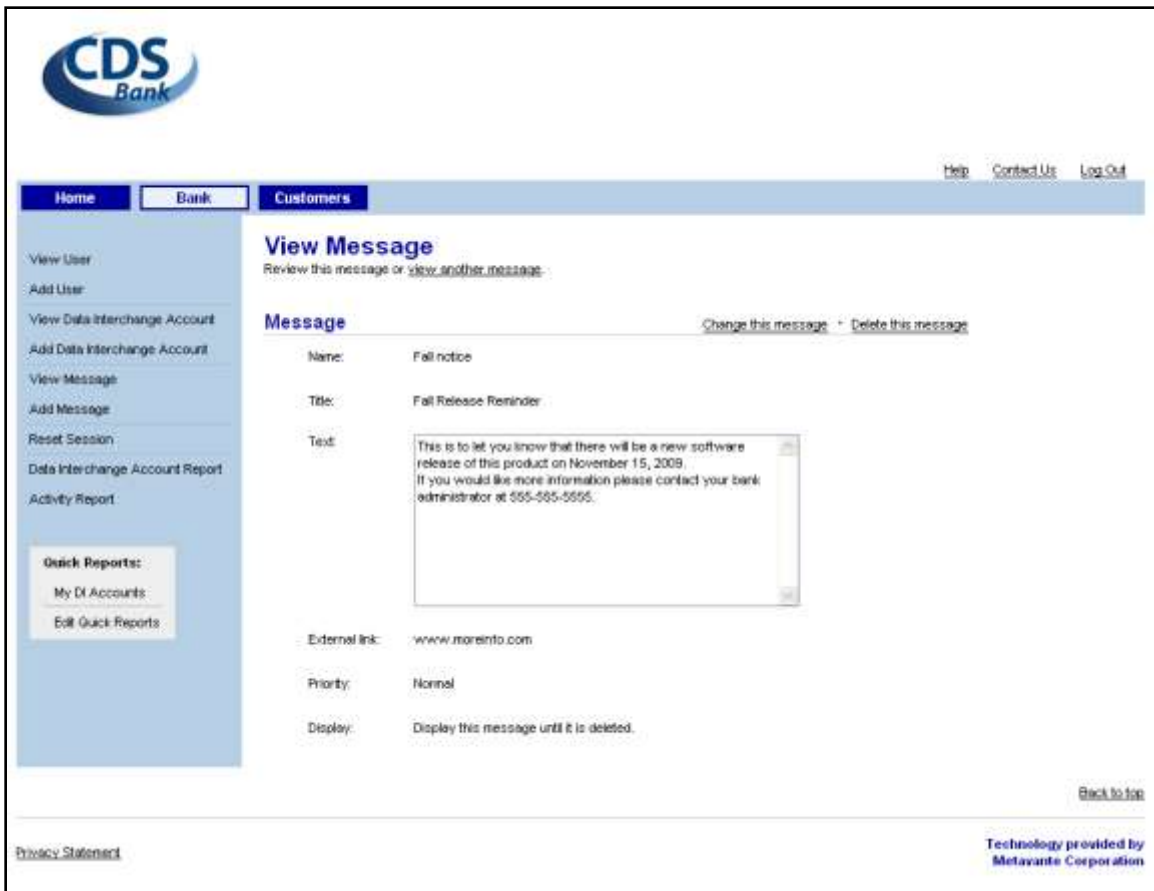 CDS
Bank
Help Contact Us Log Out
Home Bank Customers
View User
Add User
View Data Interchange Account
Add Data Interchange Account
View Message
Add Message
Reset Session
Data Interchange Account Report
Activity Report
Quick Reports:
My DI Accounts
Edit Quick Reports
View Message
Review this message or view another message.
Message
Change this message * Delete this message
Name: Fall notice
Title: Fall Release Reminder
Text: This is to let you know that there will be a new software
release of this product on November 15, 2009.
If you would like more information please contact your bank
administrator at 555-555-5555.
External link: www.moreinfo.com
Priority: Normal
Display: Display this message until it is deleted.
Back to top
Privacy Statement
Technology provided by
Metavante Corporation